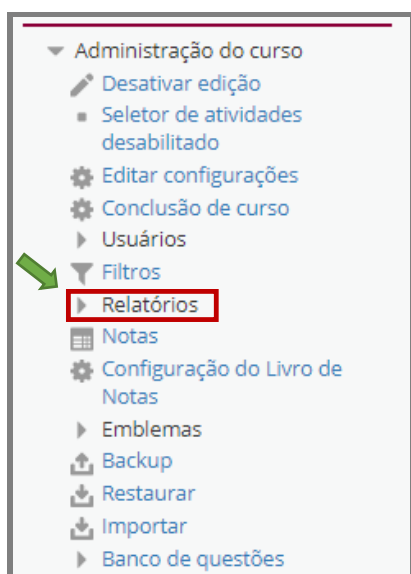 Administração do curso
Desativar edição
Seletor de atividades
desabilitado
Editar configurações
Conclusão de curso
Usuários
Filtros
Relatórios
Notas
Configuração do Livro de
Notas
Emblemas
Backup
Restaurar
Importar
Banco de questões